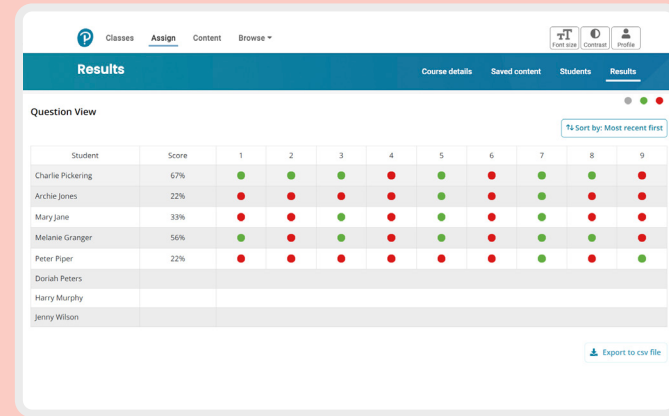 Classes Assign Content Browse
TT Font size Contrast Profile
Results
Course details Saved content Students Results
Question View
Sort by: Most recent first
Student Score 1 2 3 4 5 6 7 8 9
Charlie Pickering 67%
Archie Jones 22%
Mary Jane 33%
Melanie Granger 56%
Peter Piper 22%
Doriah Peters
Harry Murphy
Jenny Wilson
Export to csv file